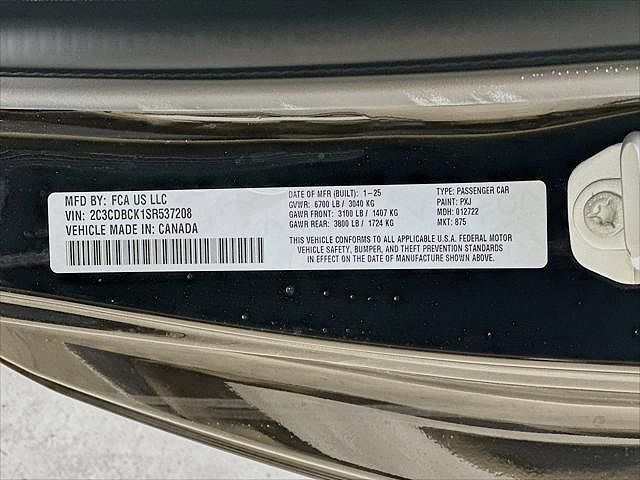 MFD BY: FCA US LLC
VIN: 2C3CDBCK1SR537208
VEHICLE MADE IN: CANADA
DATE OF MFR (BUILT): 1-25
GVWR: 6700 LB / 3040 KG
GAWR FRONT: 3100 LB / 1407 KG
GAWR REAR: 3800 LB / 1724 KG
TYPE: PASSENGER CAR
PAINT: PXJ
MDH: 012722
MKT: 875
THIS VEHICLE CONFORMS TO ALL APPLICABLE U.S.A. FEDERAL MOTOR
VEHICLE SAFETY, BUMPER, AND THEFT PREVENTION STANDARDS
IN EFFECT ON THE DATE OF MANUFACTURE SHOWN ABOVE.